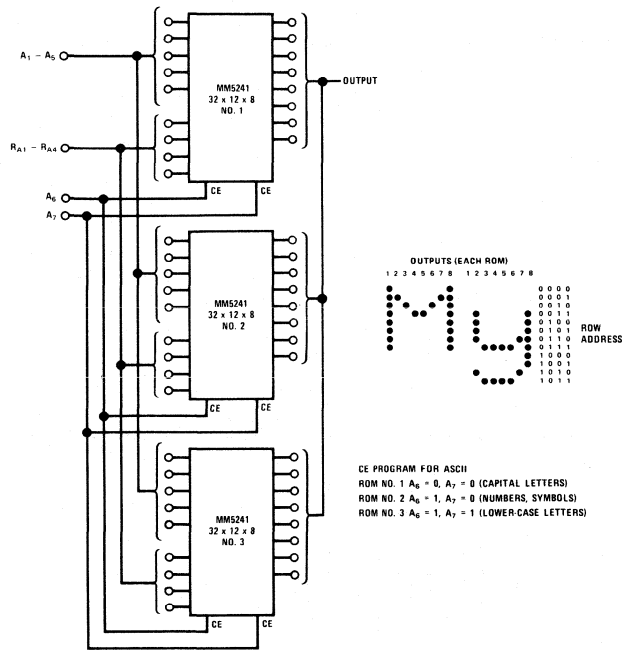 A1 – A5
MM5241
32 x 12 x 8
NO. 1
OUTPUT
RA1 – RA4
CE CE
A6
A7
MM5241
32 x 12 x 8
NO. 2
CE CE
OUTPUTS (EACH ROM)
1 2 3 4 5 6 7 8 1 2 3 4 5 6 7 8
0 0 0 0
0 0 0 1
0 0 1 0
0 0 1 1
0 1 0 0
0 1 0 1
0 1 1 0
0 1 1 1
1 0 0 0
1 0 0 1
1 0 1 0
1 0 1 1
ROW
ADDRESS
MM5241
32 x 12 x 8
NO. 3
CE CE
CE PROGRAM FOR ASCII
ROM NO. 1 A6 = 0, A7 = 0 (CAPITAL LETTERS)
ROM NO. 2 A6 = 1, A7 = 0 (NUMBERS, SYMBOLS)
ROM NO. 3 A6 = 1, A7 = 1 (LOWER-CASE LETTERS)